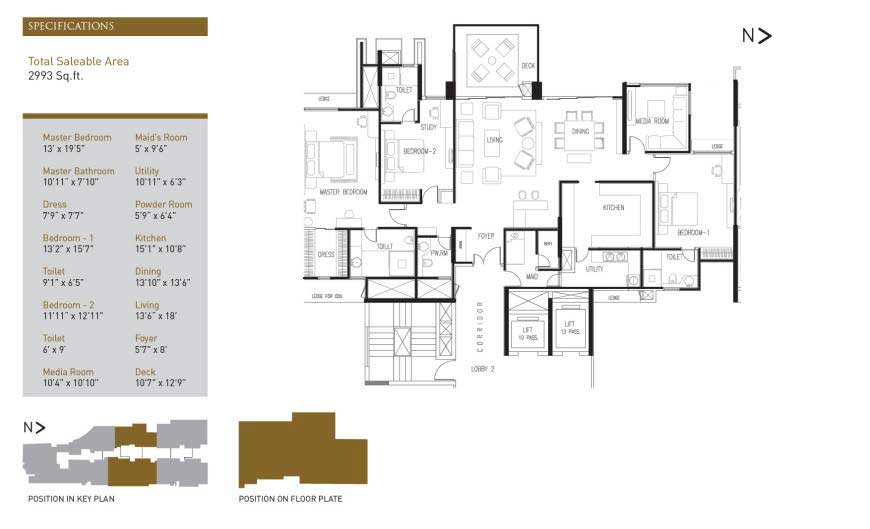 SPECIFICATIONS
Total Saleable Area
2993 Sq.ft.
Master Bedroom
13' x 19'5"
Maid's Room
5' x 9'6"
Master Bathroom
10'11" x 7'10"
Utility
10'11" x 6'3"
Dress
7'9" x 7'7"
Powder Room
5'9" x 6'4"
Bedroom - 1
13'2" x 15'7"
Kitchen
15'1" x 10'8"
Toilet
9'1" x 6'5"
Dining
13'10" x 13'6"
Bedroom - 2
11'11" x 12'11"
Living
13'6" x 18'
Toilet
6' x 9'
Foyer
5'7" x 8'
Media Room
10'4" x 10'10"
Deck
10'7" x 12'9"
N
DECK
TOILET
LEDGE
STUDY
MEDIA ROOM
LIVING
DINING
BEDROOM-2
LEDGE
MASTER BEDROOM
KITCHEN
BEDROOM-1
FOYER
TOILET
PW.RM
DRESS
TOILET
UTILITY
MAID
LEDGE FOR ODU
LEDGE
CORRIDOR
LIFT
10 PASS.
LIFT
13 PASS.
LOBBY 2
N
POSITION IN KEY PLAN
POSITION ON FLOOR PLATE